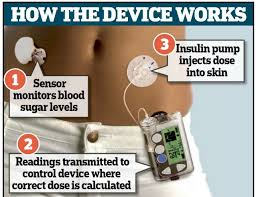 HOW THE DEVICE WORKS
3 Insulin pump
injects dose
into skin
1
Sensor
monitors blood
sugar levels
2
Readings transmitted to
control device where
correct dose is calculated